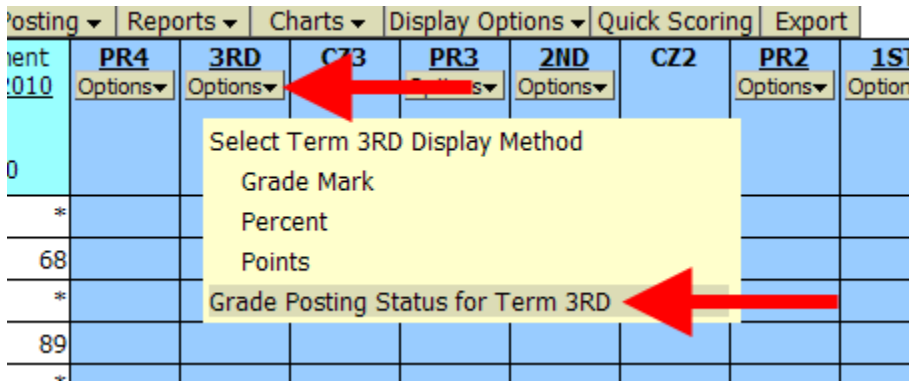 Posting Reports Charts Display Options Quick Scoring Export
PR4 3RD CZ3 PR3 2ND CZ2 PR2 1ST
2010 Options Options Options
Options
Select Term 3RD Display Method
0
Grade Mark
*
Percent
68
Points
*
Grade Posting Status for Term 3RD
89
*